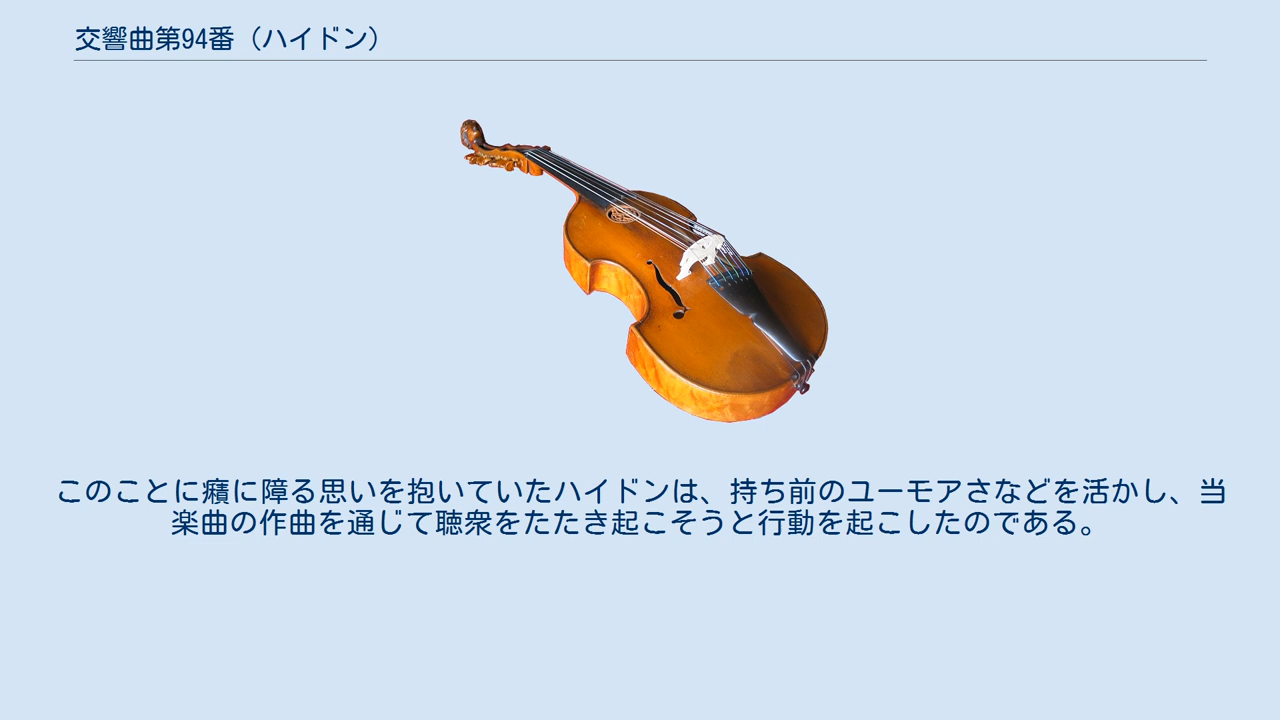 交響曲第94番（ハイドン）
このことに癪に障る思いを抱いていたハイドンは、持ち前のユーモアさなどを活かし、当
楽曲の作曲を通じて聴衆をたたき起こそうと行動を起こしたのである。